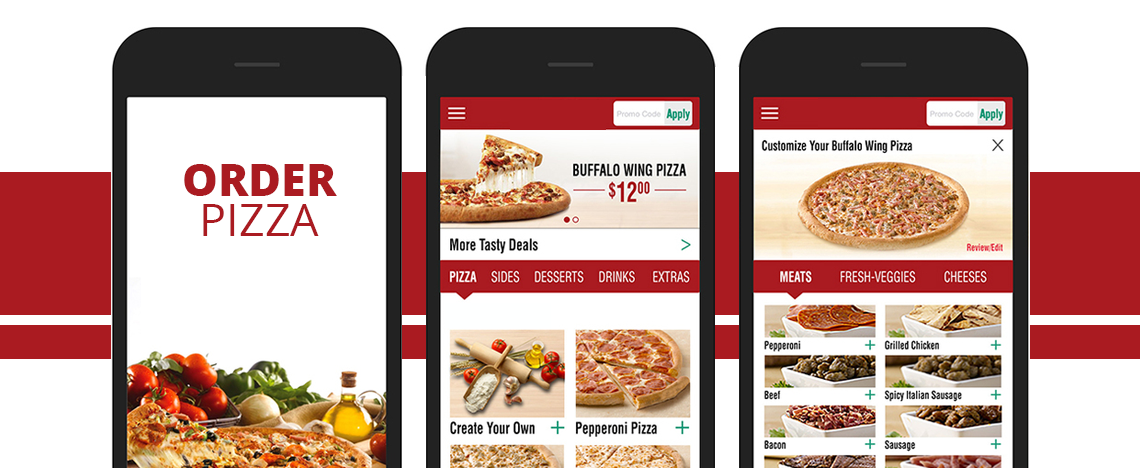 ORDER
PIZZA
Promo Code Apply
BUFFALO WING PIZZA
$1200
More Tasty Deals >
PIZZA SIDES DESSERTS DRINKS EXTRAS
Create Your Own + Pepperoni Pizza +
Promo Code Apply
Customize Your Buffalo Wing Pizza X
Review/Edit
MEATS FRESH-VEGGIES CHEESES
Pepperoni + Grilled Chicken +
Beef + Spicy Italian Sausage +
Bacon + Sausage +